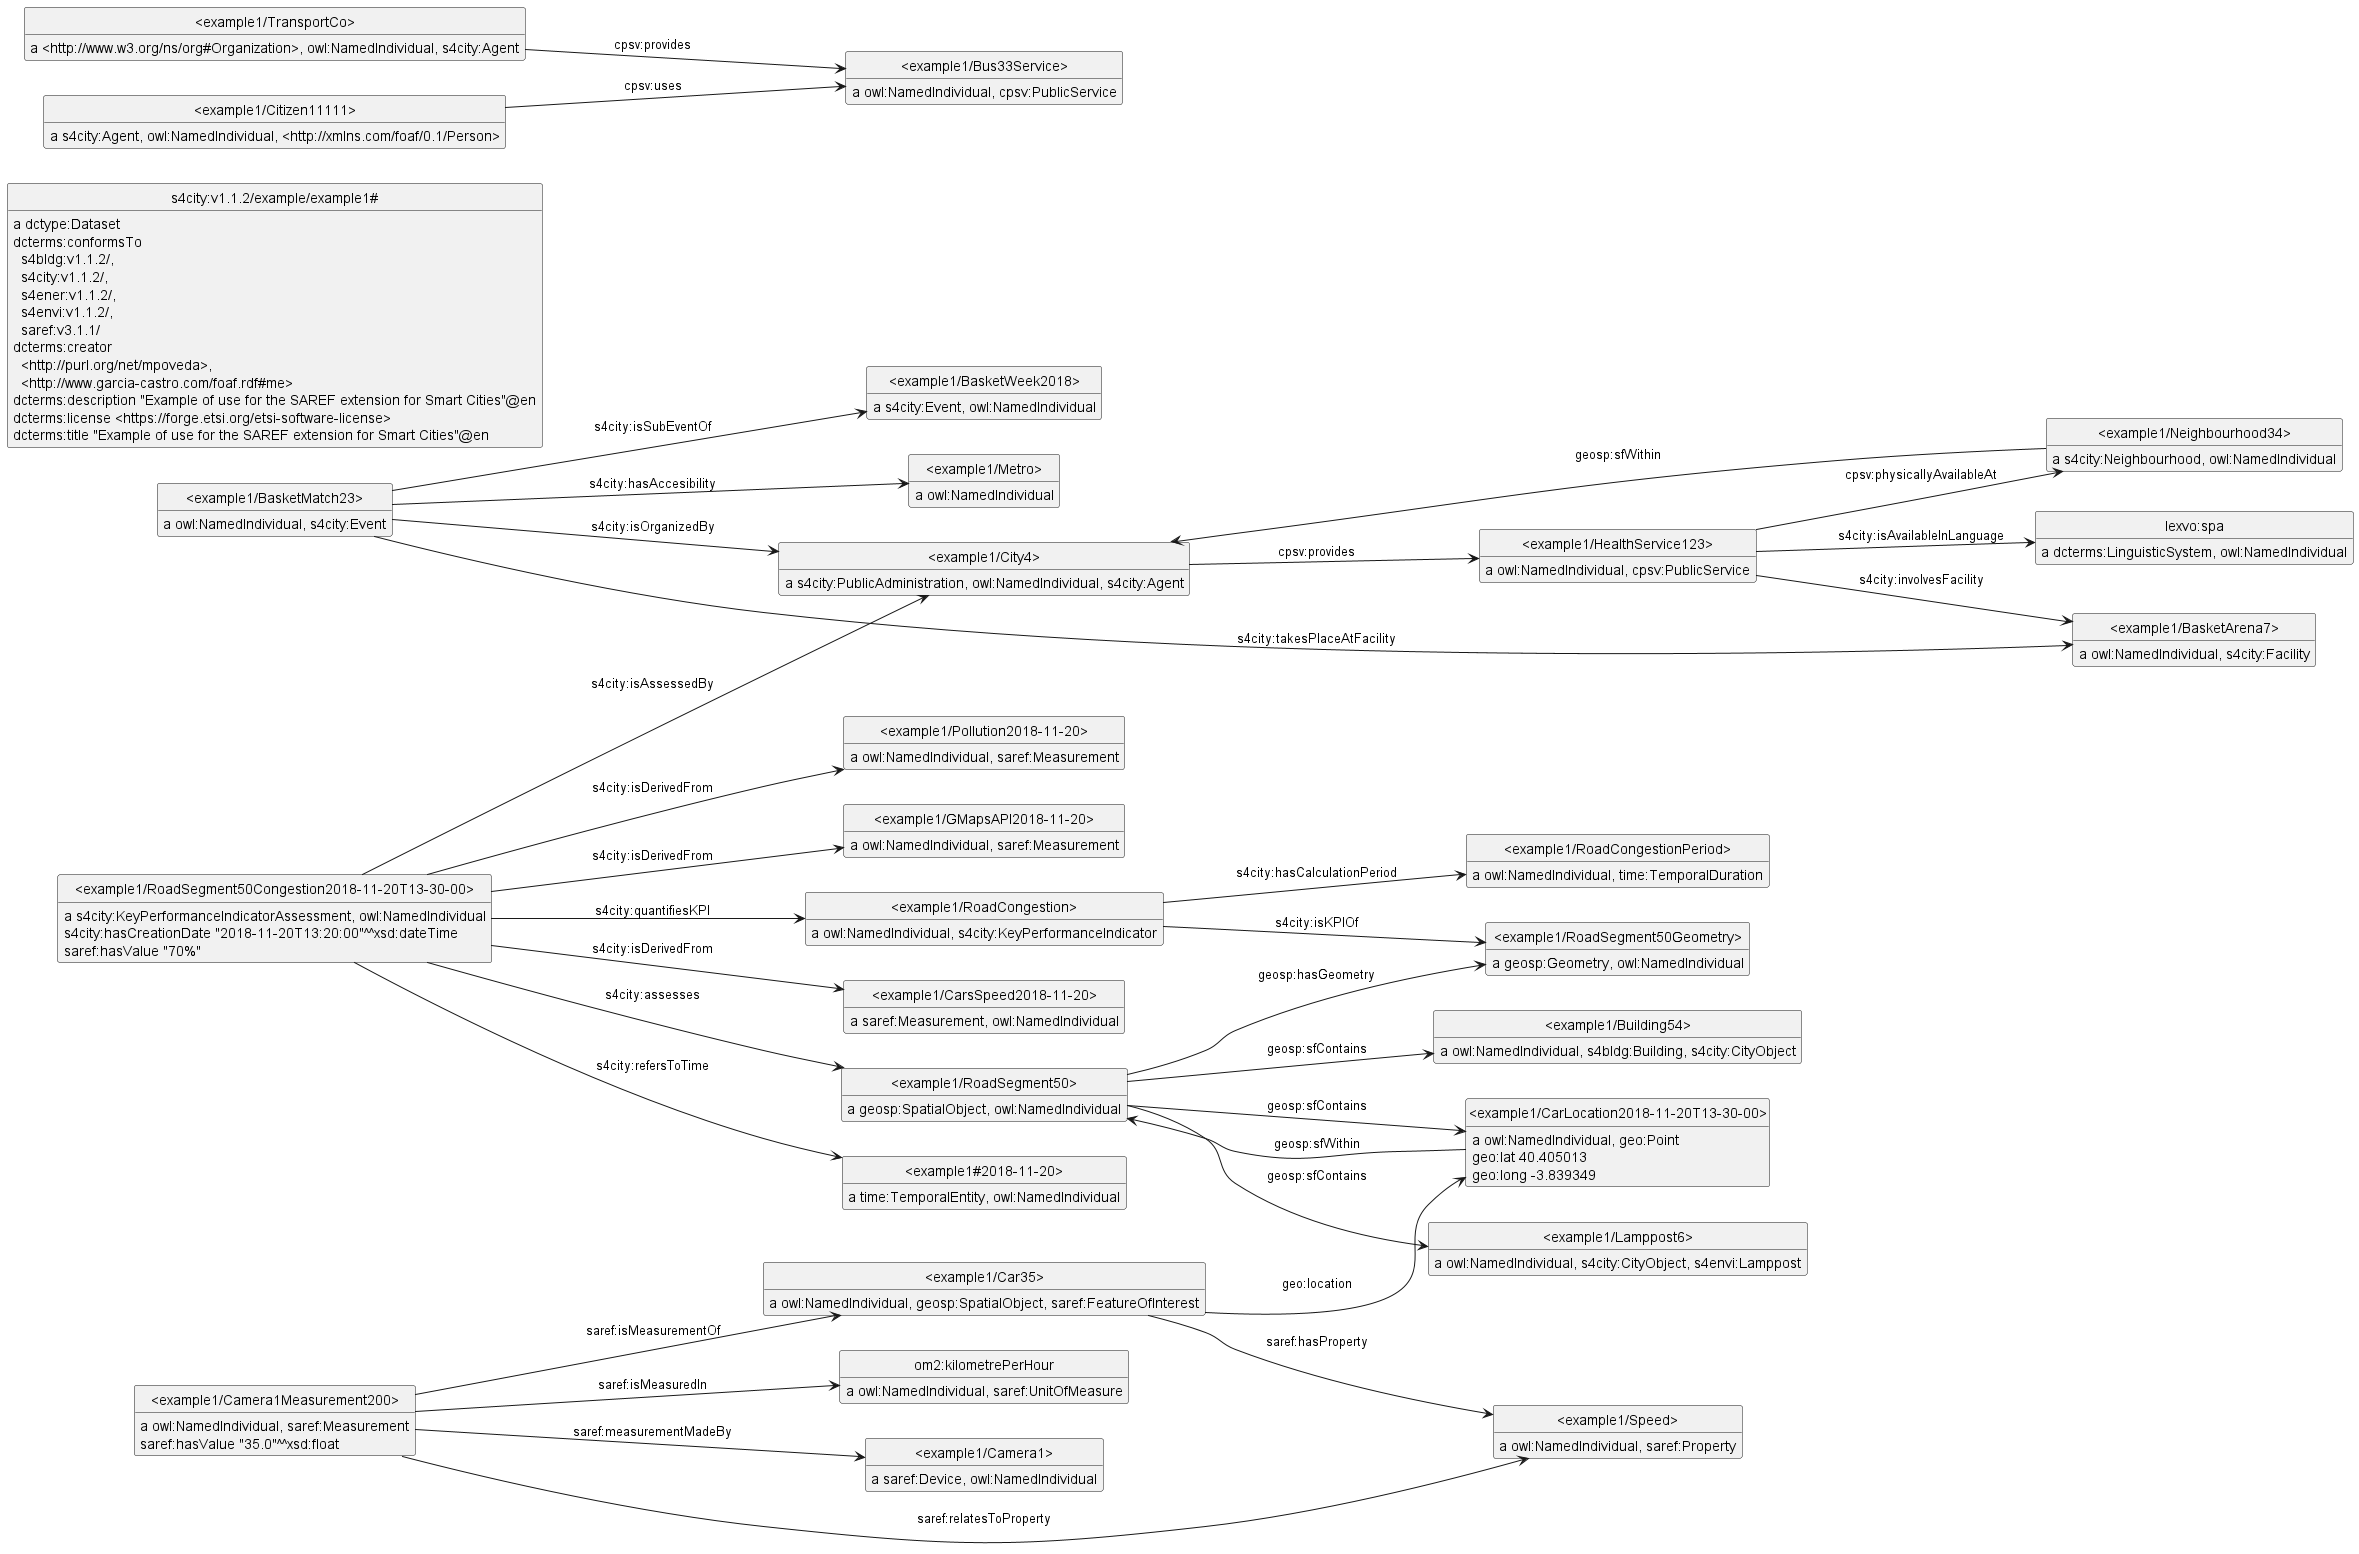 <example1/TransportCo>
a <http://www.w3.org/ns/org#Organization>, owl:NamedIndividual, s4city:Agent
cpsv:provides
<example1/Bus33Service>
a owl:NamedIndividual, cpsv:PublicService
cpsv:uses
<example1/Citizen11111>
a s4city:Agent, owl:NamedIndividual, <http://xmlns.com/foaf/0.1/Person>
s4city:v1.1.2/example/example1#
a dctype:Dataset
dcterms:conformsTo
s4bldg:v1.1.2/,
s4city:v1.1.2/,
s4ener:v1.1.2/,
s4envi:v1.1.2/,
saref:v3.1.1/
dcterms:creator
<http://purl.org/net/mpoveda>,
<http://www.garcia-castro.com/foaf.rdf#me>
dcterms:description "Example of use for the SAREF extension for Smart Cities"@en
dcterms:license <https://forge.etsi.org/etsi-software-license>
dcterms:title "Example of use for the SAREF extension for Smart Cities"@en
<example1/BasketWeek2018>
a s4city:Event, owl:NamedIndividual
s4city:isSubEventOf
<example1/Metro>
a owl:NamedIndividual
s4city:hasAccesibility
<example1/BasketMatch23>
a owl:NamedIndividual, s4city:Event
s4city:isOrganizedBy
<example1/City4>
a s4city:PublicAdministration, owl:NamedIndividual, s4city:Agent
geosp:sfWithin
<example1/Neighbourhood34>
a s4city:Neighbourhood, owl:NamedIndividual
cpsv:physicallyAvailableAt
cpsv:provides
<example1/HealthService123>
a owl:NamedIndividual, cpsv:PublicService
s4city:isAvailableInLanguage
lexvo:spa
a dcterms:LinguisticSystem, owl:NamedIndividual
s4city:involvesFacility
<example1/BasketArena7>
a owl:NamedIndividual, s4city:Facility
s4city:takesPlaceAtFacility
s4city:isAssessedBy
<example1/Pollution2018-11-20>
a owl:NamedIndividual, saref:Measurement
s4city:isDerivedFrom
<example1/GMapsAPI2018-11-20>
a owl:NamedIndividual, saref:Measurement
s4city:isDerivedFrom
<example1/RoadSegment50Congestion2018-11-20T13-30-00>
a s4city:KeyPerformanceIndicatorAssessment, owl:NamedIndividual
s4city:hasCreationDate "2018-11-20T13:20:00"^^xsd:dateTime
saref:hasValue "70%"
s4city:quantifiesKPI
<example1/RoadCongestion>
a owl:NamedIndividual, s4city:KeyPerformanceIndicator
s4city:hasCalculationPeriod
<example1/RoadCongestionPeriod>
a owl:NamedIndividual, time:TemporalDuration
s4city:isKPIOf
<example1/RoadSegment50Geometry>
a geosp:Geometry, owl:NamedIndividual
s4city:isDerivedFrom
<example1/CarsSpeed2018-11-20>
a saref:Measurement, owl:NamedIndividual
geosp:hasGeometry
s4city:assesses
<example1/RoadSegment50>
a geosp:SpatialObject, owl:NamedIndividual
geosp:sfContains
<example1/Building54>
a owl:NamedIndividual, s4bldg:Building, s4city:CityObject
geosp:sfContains
<example1/CarLocation2018-11-20T13-30-00>
a owl:NamedIndividual, geo:Point
geo:lat 40.405013
geo:long -3.839349
geosp:sfWithin
geosp:sfContains
s4city:refersToTime
<example1#2018-11-20>
a time:TemporalEntity, owl:NamedIndividual
<example1/Lamppost6>
a owl:NamedIndividual, s4city:CityObject, s4envi:Lamppost
<example1/Car35>
a owl:NamedIndividual, geosp:SpatialObject, saref:FeatureOfInterest
geo:location
saref:isMeasurementOf
saref:hasProperty
om2:kilometrePerHour
a owl:NamedIndividual, saref:UnitOfMeasure
saref:isMeasuredIn
<example1/Camera1Measurement200>
a owl:NamedIndividual, saref:Measurement
saref:hasValue "35.0"^^xsd:float
saref:measurementMadeBy
<example1/Camera1>
a saref:Device, owl:NamedIndividual
<example1/Speed>
a owl:NamedIndividual, saref:Property
saref:relatesToProperty